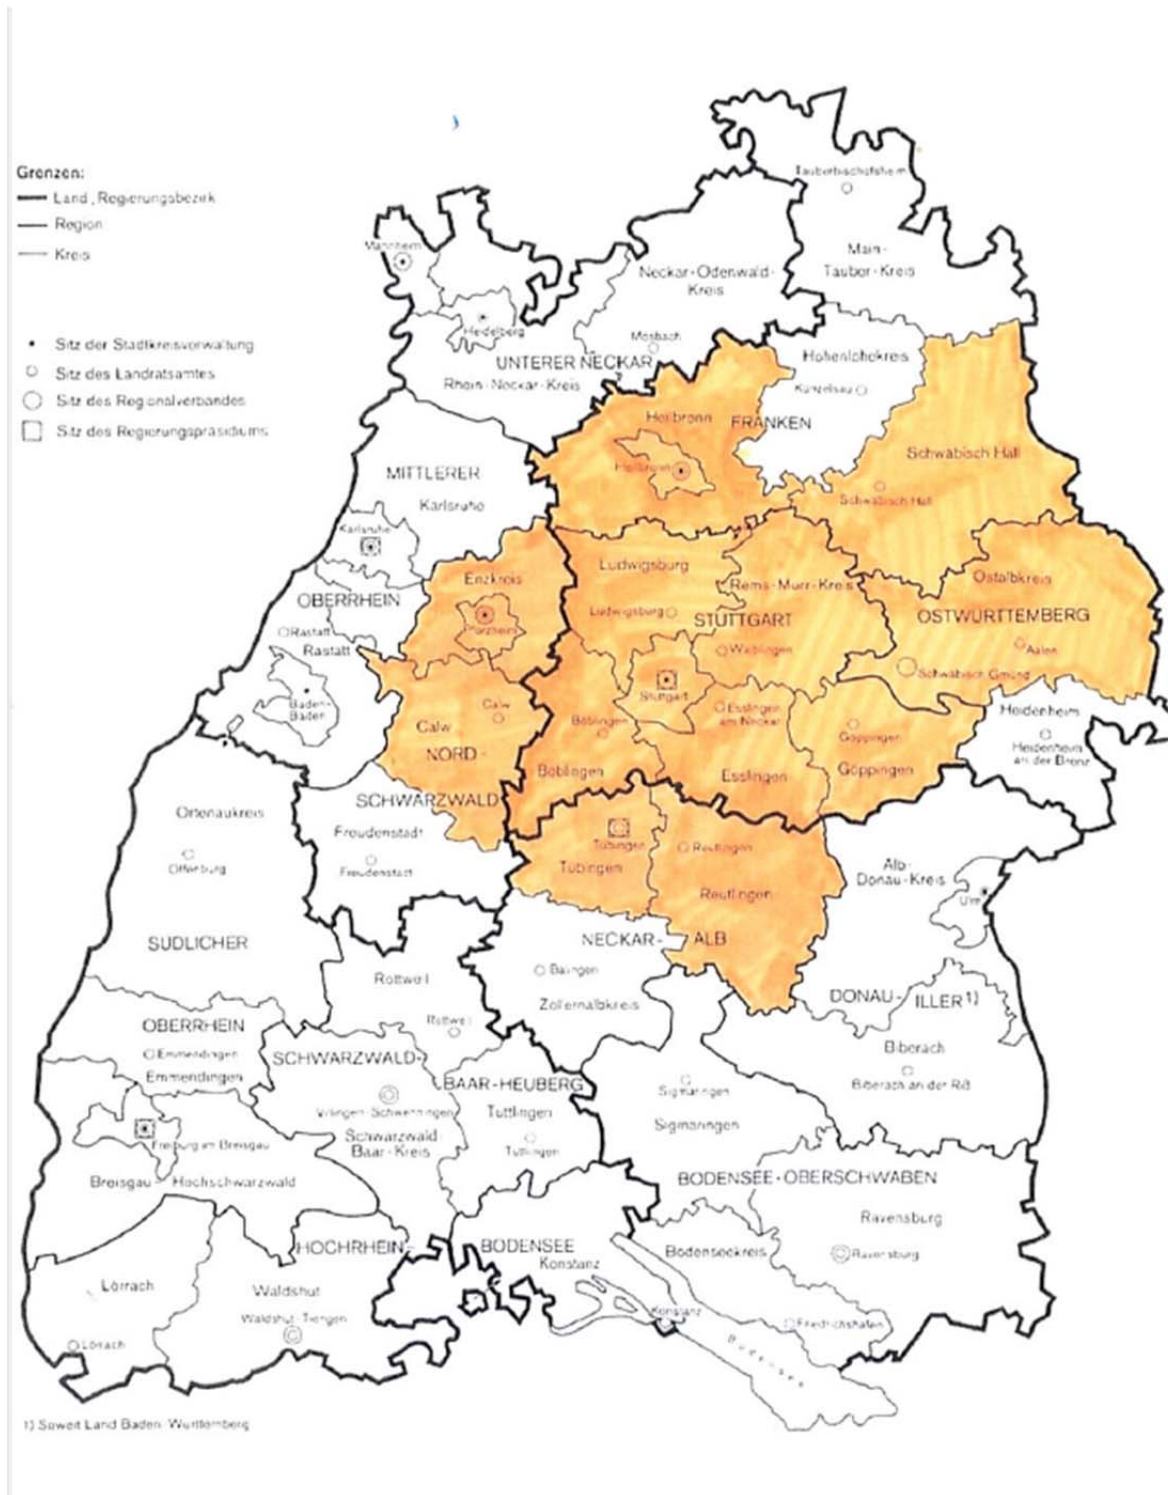 Grenzen:
Land, Regierungsbezirk
Region
Kreis
Sitz der Stadtkreisverwaltung
Sitz des Landratsamtes
Sitz des Regionalverbandes
Sitz des Regierungspräsidiums
Tauberbischofsheim
Main-
Tauber-Kreis
Mannheim
Neckar-Odenwald-
Kreis
Heidelberg
Mosbach
UNTERER NECKAR
Rhein-Neckar-Kreis
Hohenlohekreis
Künzelsau
Heilbronn
FRANKEN
Heilbronn
Schwäbisch Hall
Schwäbisch Hall
MITTLERER
Karlsruhe
Karlsruhe
Enzkreis
Pforzheim
OBERRHEIN
Rastatt
Rastatt
Baden-
Baden
Ludwigsburg
Ludwigsburg
Rems-Murr-Kreis
STUTTGART
Waiblingen
Stuttgart
Ostalbkreis
OSTWÜRTTEMBERG
Aalen
Schwäbisch Gmünd
Calw
Calw
NORD-
SCHWARZWALD
Böblingen
Böblingen
Esslingen
am Neckar
Esslingen
Göppingen
Göppingen
Heidenheim
Heidenheim
an der Brenz
Ortenaukreis
Offenburg
Freudenstadt
Freudenstadt
Tübingen
Tübingen
Reutlingen
Reutlingen
Alb-
Donau-Kreis
Ulm
SÜDLICHER
OBERRHEIN
NECKAR-ALB
Balingen
Zollernalbkreis
DONAU-ILLER 1)
Biberach
Biberach an der Riß
Rottweil
Rottweil
Emmendingen
Emmendingen
SCHWARZWALD-
BAAR-HEUBERG
Villingen-Schwenningen
Schwarzwald-
Baar-Kreis
Tuttlingen
Tuttlingen
Sigmaringen
Sigmaringen
Freiburg im Breisgau
Breisgau-Hochschwarzwald
BODENSEE-OBERSCHWABEN
Ravensburg
Ravensburg
Bodenseekreis
Friedrichshafen
HOCHRHEIN-
BODENSEE
Konstanz
Konstanz
Bodensee
Lörrach
Lörrach
Waldshut
Waldshut-Tiengen
1) Soweit Land Baden-Württemberg